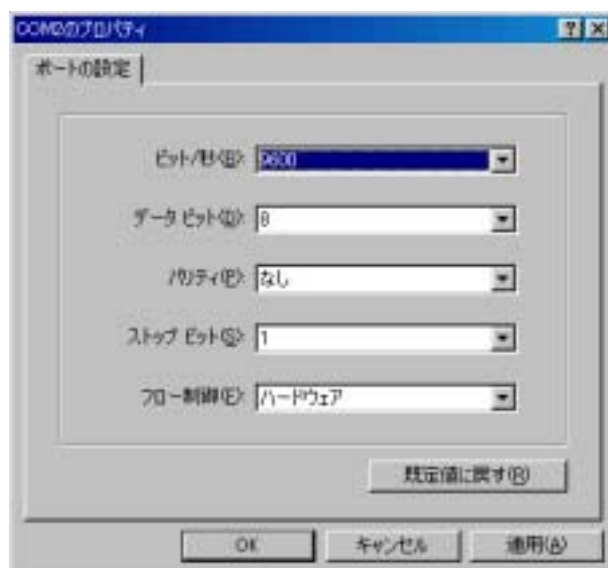 COM2のプロパティ
ポートの設定
ビット/秒(B): 9600
データ ビット(D): 8
パリティ(P): なし
ストップ ビット(S): 1
フロー制御(F): ハードウェア
既定値に戻す(R)
OK キャンセル 適用(A)